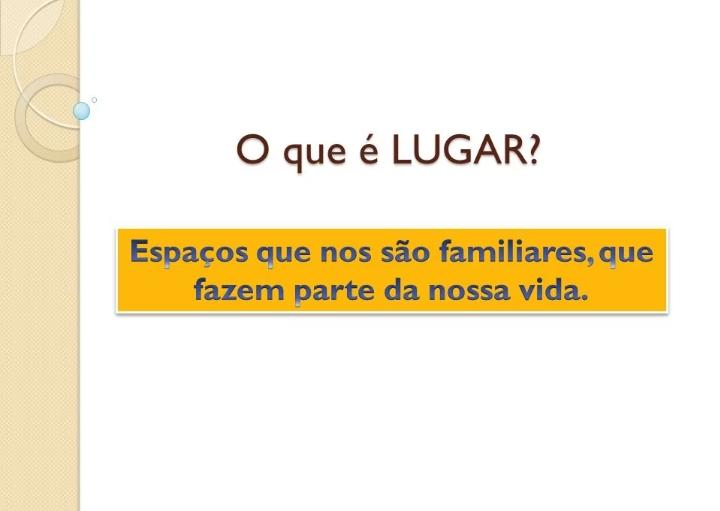 O que é LUGAR?
Espaços que nos são familiares, que
fazem parte da nossa vida.